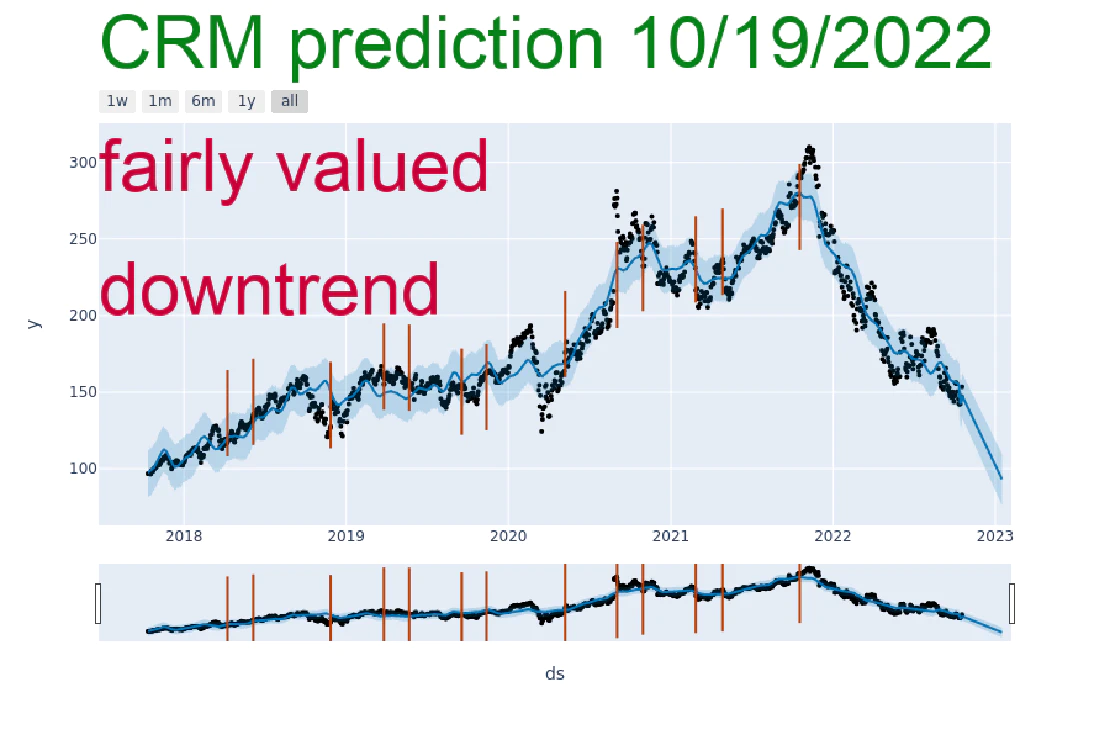 CRM prediction 10/19/2022
1w 1m 6m 1y all
fairly valued
downtrend
300
250
200
150
100
y
2018 2019 2020 2021 2022 2023
ds